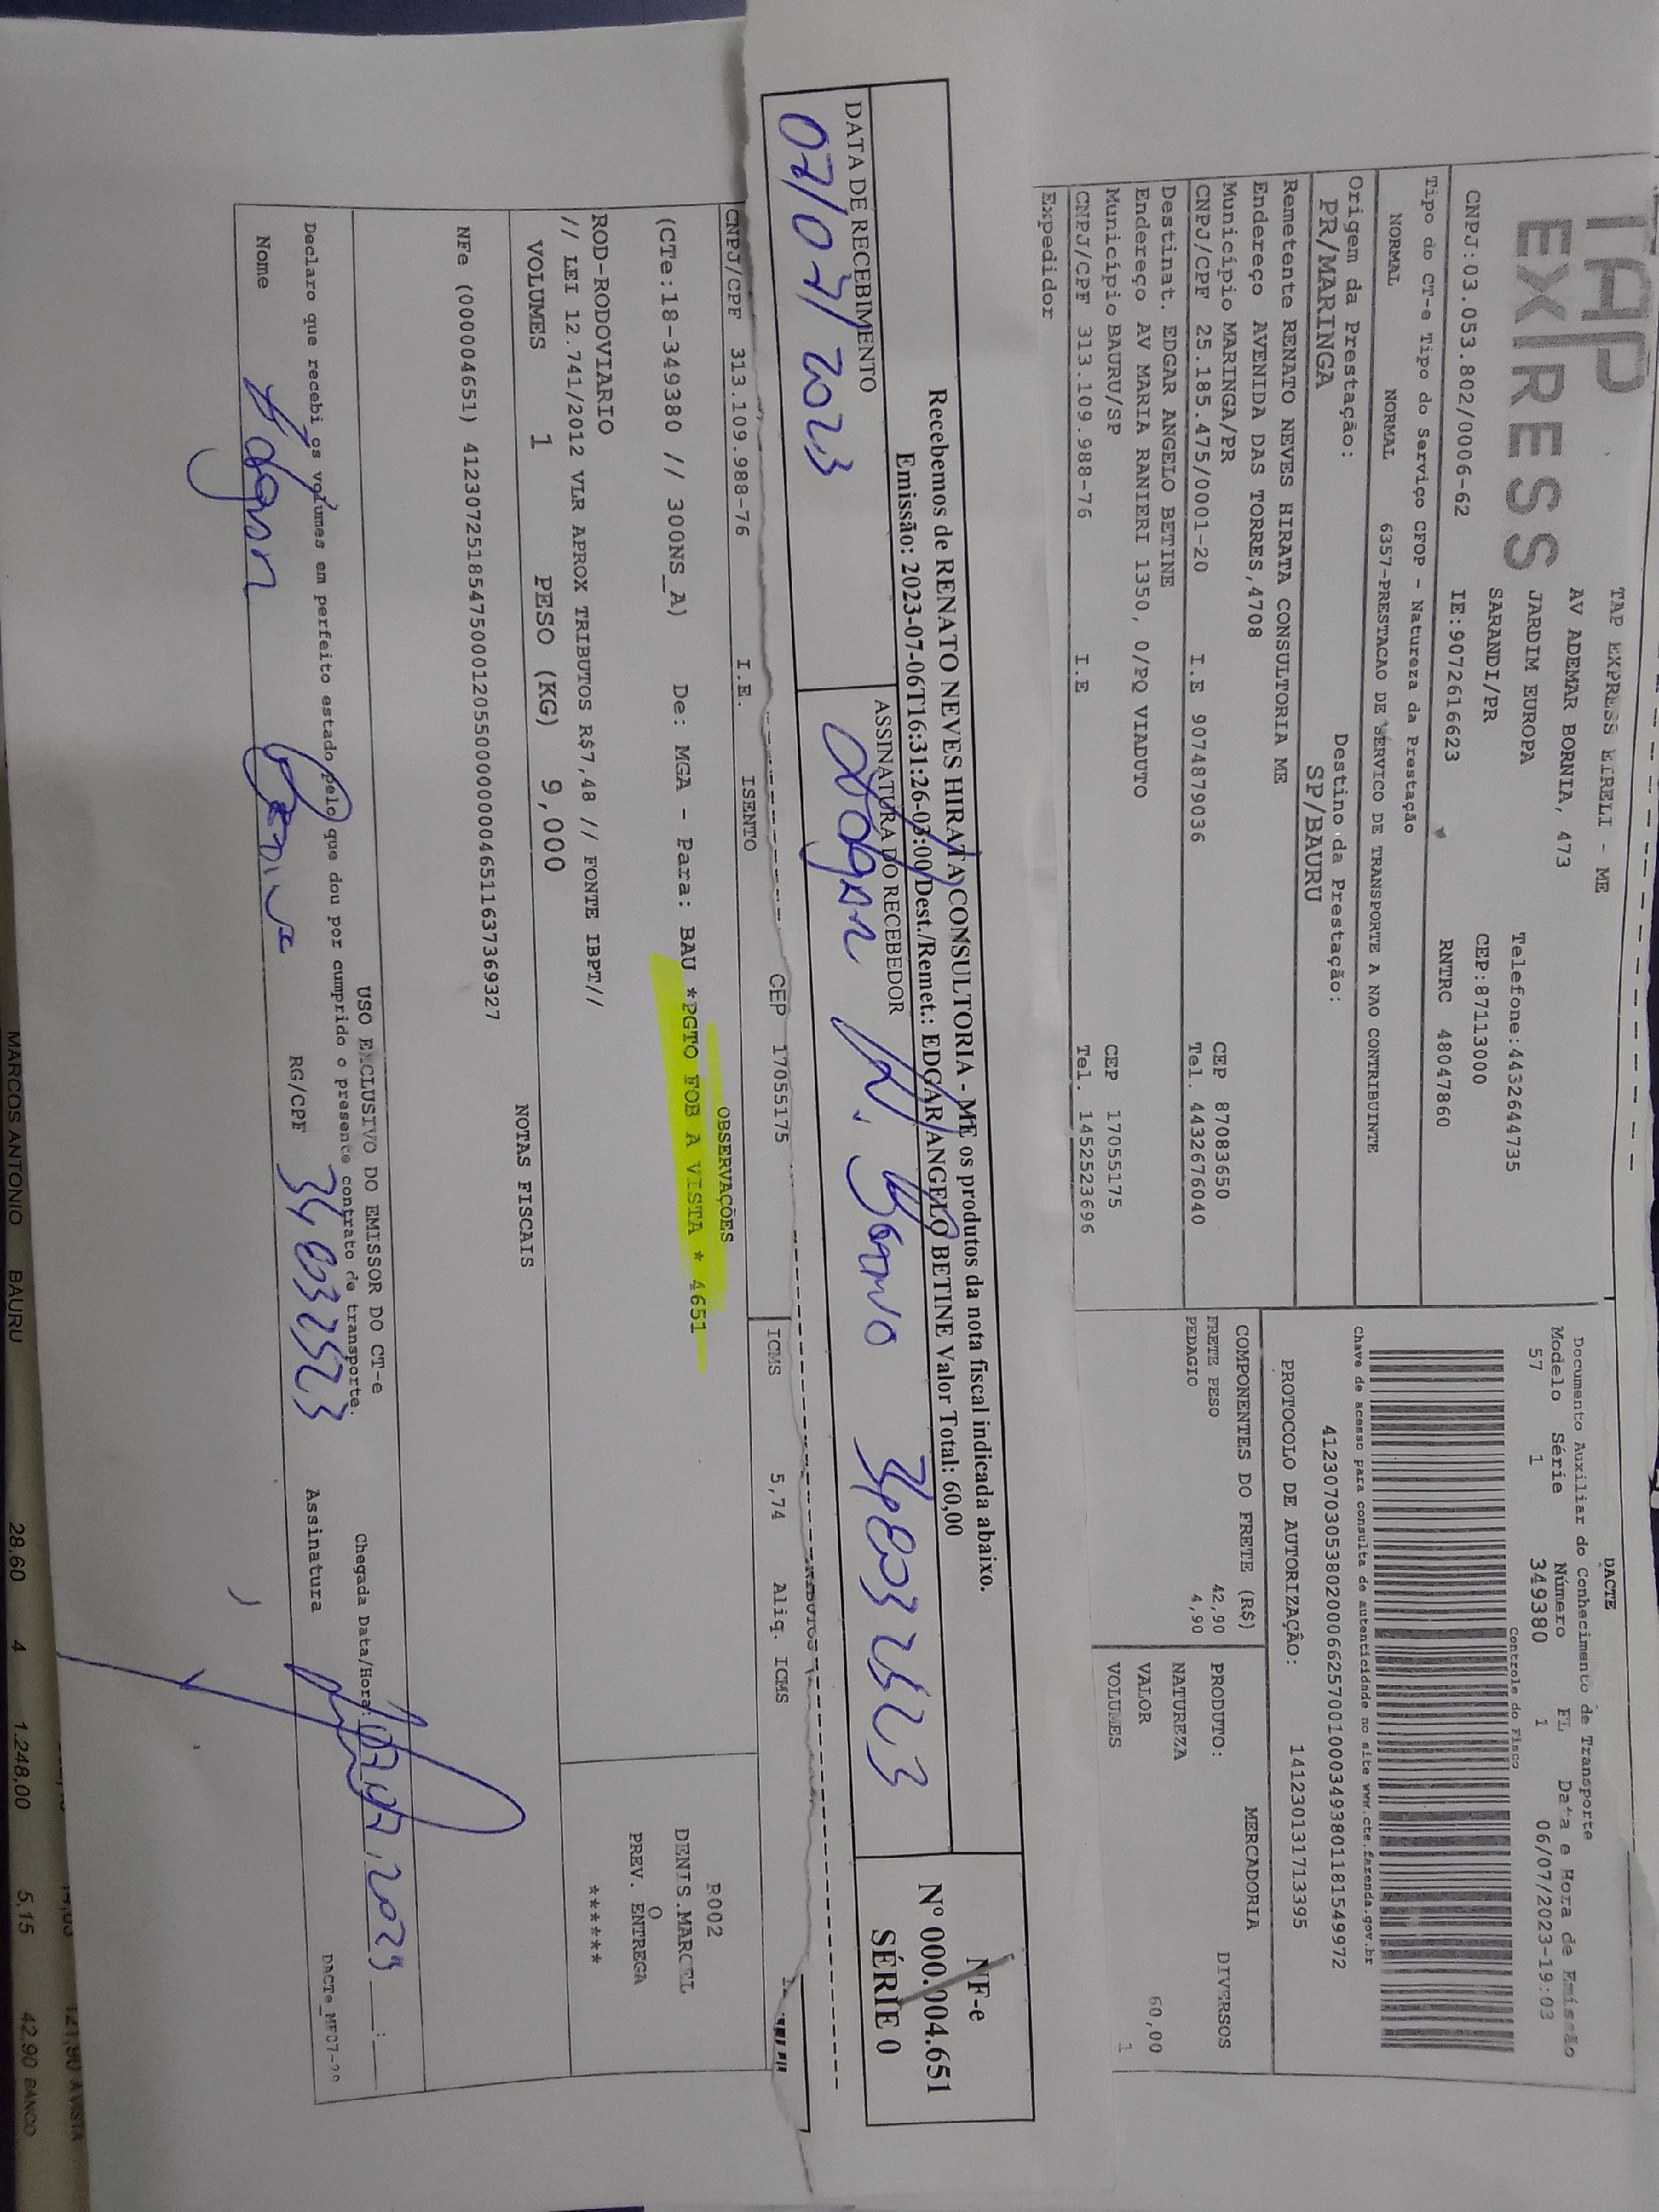 TAP
EXPRESS
TAP EXPRESS EIRELI - ME
AV ADEMAR BORNIA, 473
JARDIM EUROPA
SARANDI/PR
Telefone:4432644735
CEP:87113000
CNPJ:03.053.802/0006-62 IE:9072616623 RNTRC 48047860
Tipo do CT-e Tipo do Serviço CFOP - Natureza da Prestação
NORMAL NORMAL 6357-PRESTACAO DE SERVICO DE TRANSPORTE A NAO CONTRIBUINTE
Origem da Prestação: Destino da Prestação:
PR/MARINGA SP/BAURU
Remetente RENATO NEVES HIRATA CONSULTORIA ME
Endereço AVENIDA DAS TORRES,4708
Município MARINGA/PR CEP 87083650
CNPJ/CPF 25.185.475/0001-20 I.E 9074879036 Tel. 4432676040
Destinat. EDGAR ANGELO BETINE
Endereço AV MARIA RANIERI 1350, 0/PQ VIADUTO
Município BAURU/SP CEP 17055175
CNPJ/CPF 313.109.988-76 I.E Tel. 1452523696
Expedidor
DACTE
Documento Auxiliar do Conhecimento de Transporte
Modelo Série Número FL Data e Hora de Emissão
57 1 349380 1 06/07/2023-19:03
Controle do Fisco
Chave de acesso para consulta de autenticidade no site www.cte.fazenda.gov.br
41230703053802000662570010003493801181549972
PROTOCOLO DE AUTORIZAÇÃO: 141230131713395
COMPONENTES DO FRETE (R$)
FRETE PESO 42,90
PEDAGIO 4,90
MERCADORIA
PRODUTO: DIVERSOS
NATUREZA
VALOR 60,00
VOLUMES 1
Recebemos de RENATO NEVES HIRATA CONSULTORIA - ME os produtos da nota fiscal indicada abaixo.
Emissão: 2023-07-06T16:31:26-03:00 Dest./Remet.: EDGAR ANGELO BETINE Valor Total: 60,00
DATA DE RECEBIMENTO ASSINATURA DO RECEBEDOR
07/07/2023
NF-e
Nº 000.004.651
SÉRIE 0
CNPJ/CPF 313.109.988-76 I.E. ISENTO CEP 17055175
ICMS 5,74 Aliq. ICMS
OBSERVAÇÕES
(CTe:18-349380 // 300NS_A) De: MGA - Para: BAU *PGTO FOB A VISTA * 4651
ROD-RODOVIARIO
// LEI 12.741/2012 VLR APROX TRIBUTOS R$7,48 // FONTE IBPT//
R002
DENIS.MARCEL
O
PREV. ENTREGA
******
VOLUMES 1 PESO (KG) 9,000
NOTAS FISCAIS
NFe (000004651) 41230725185475000120550000000046511637369327
USO EXCLUSIVO DO EMISSOR DO CT-e
Declaro que recebi os volumes em perfeito estado pelo que dou por cumprido o presente contrato de transporte.
Chegada Data/Hora:
Nome RG/CPF Assinatura
DACTe_MF07-
MARCOS ANTONIO BAURU 28,60 4 1.248,00 5,15 42,90 BANCO